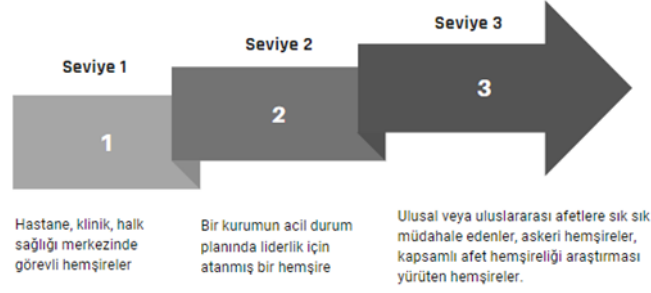 Seviye 1
1
Hastane, klinik, halk
sağlığı merkezinde
görevli hemşireler
Seviye 2
2
Bir kurumun acil durum
planında liderlik için
atanmış bir hemşire
Seviye 3
3
Ulusal veya uluslararası afetlere sık sık
müdahale edenler, askeri hemşireler,
kapsamlı afet hemşireliği araştırması
yürüten hemşireler.